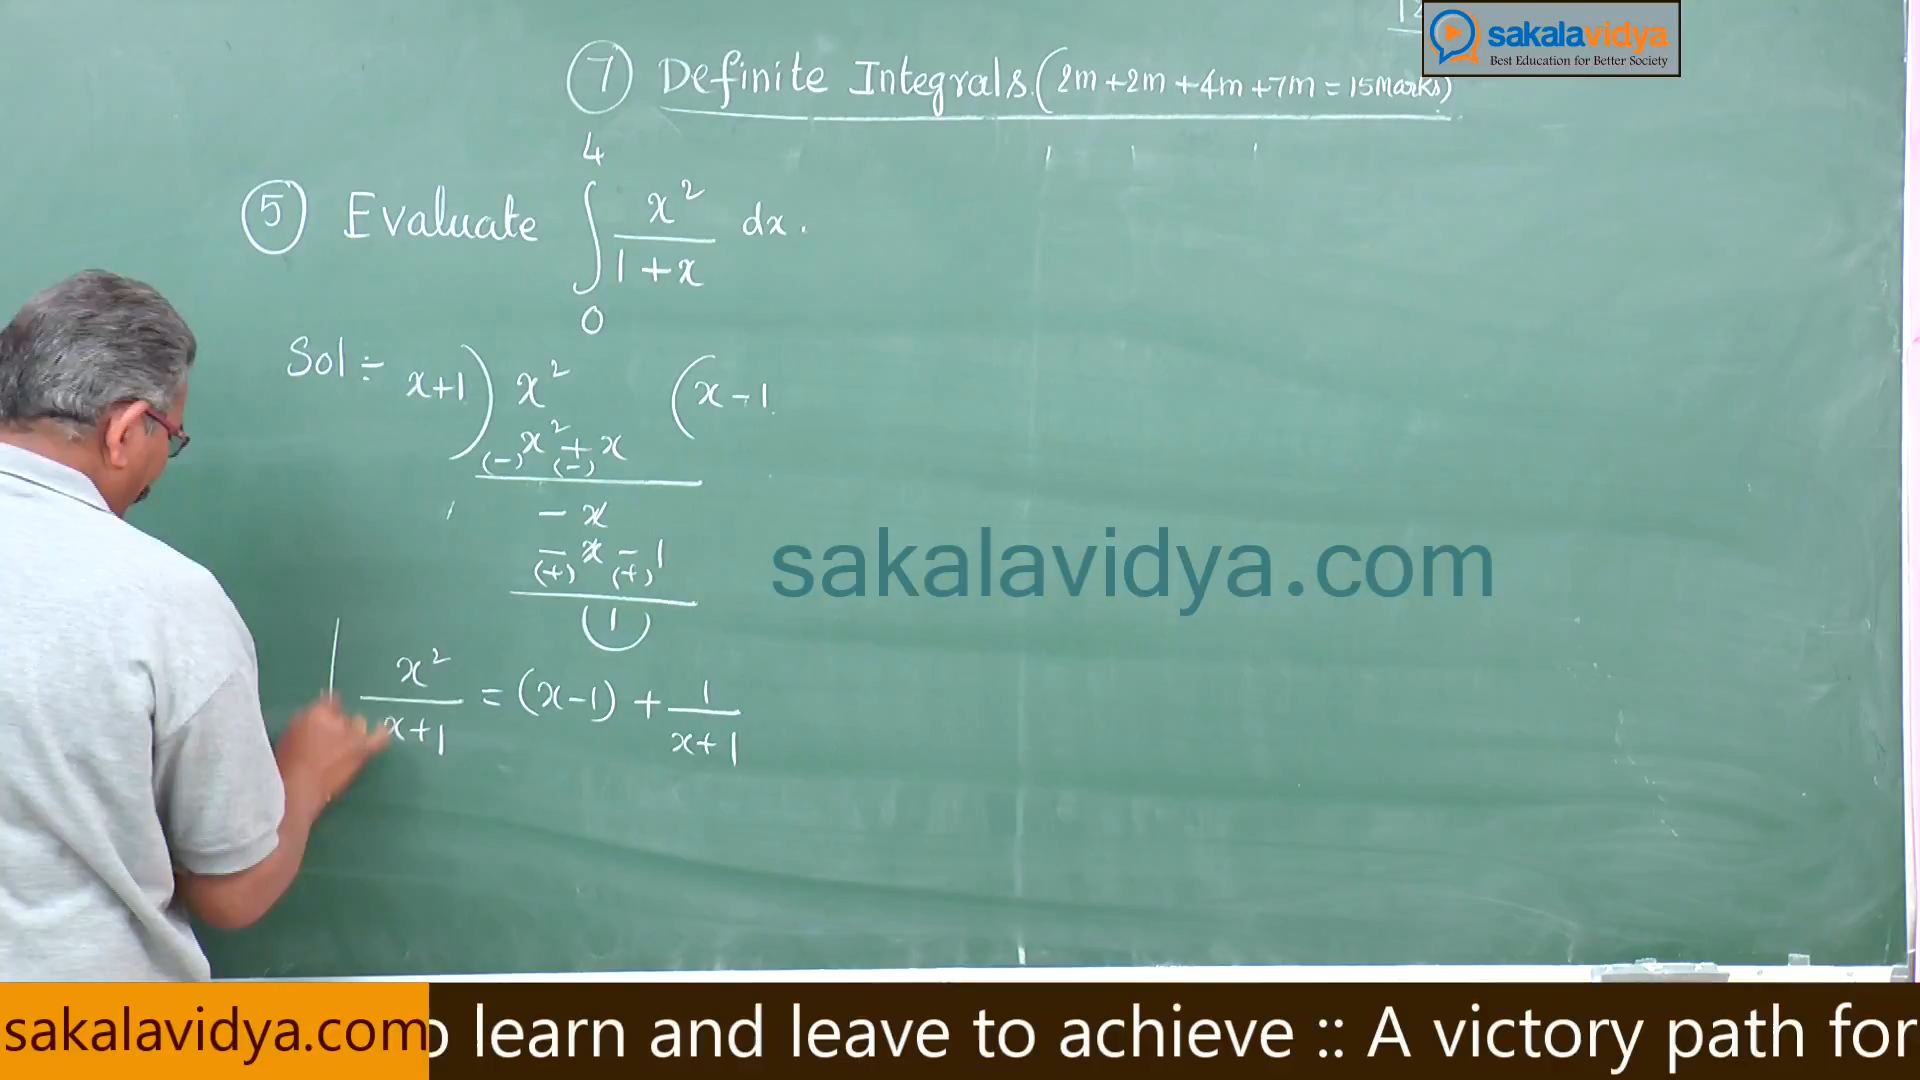 sakalavidya
Best Education for Better Society
7 Definite Integrals. (2m+2m+4m+7m=15Marks)
5 Evaluate ∫₀⁴ x²/(1+x) dx.
Sol÷ x+1) x² (x-1
(-)x²+(-)x
-x
-x-1
(+) (+)
1
x²/(x+1) = (x-1) + 1/(x+1)
sakalavidya.com
sakalavidya.com
learn and leave to achieve :: A victory path for